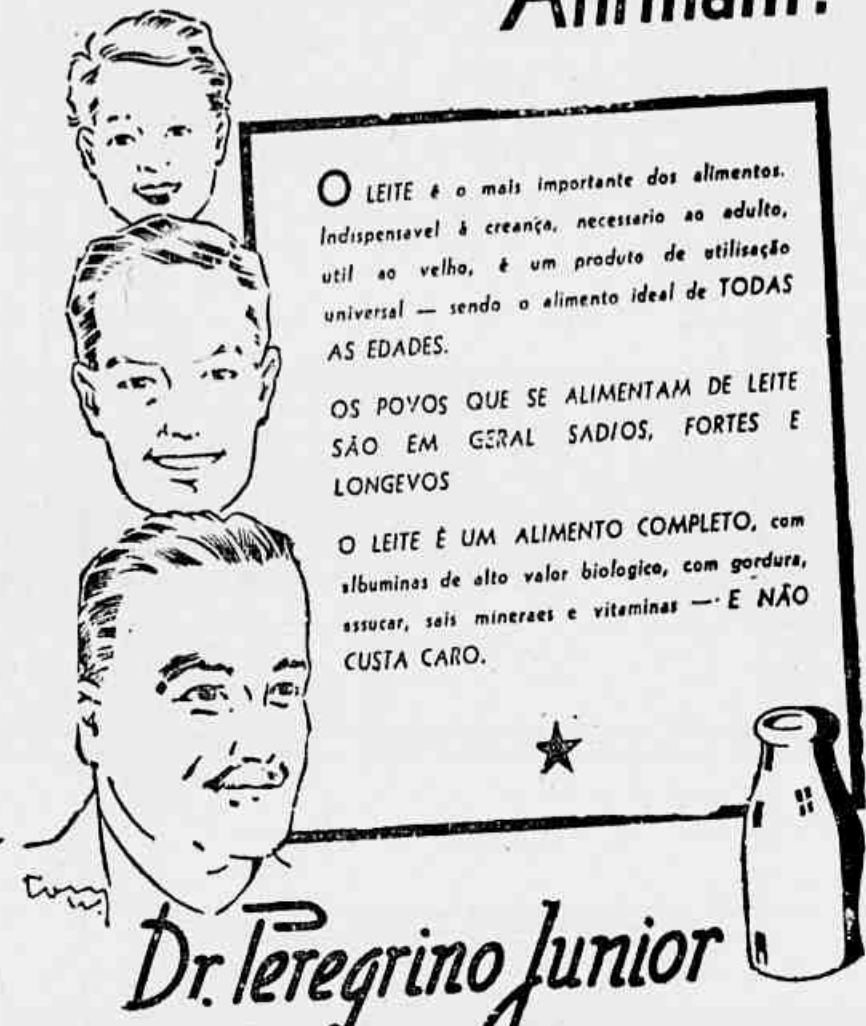 Affirmam:
O LEITE é o mais importante dos alimentos.
Indispensavel á creança, necessario ao adulto,
util ao velho, é um produto de utilisação
universal — sendo o alimento ideal de TODAS
AS EDADES.
OS POVOS QUE SE ALIMENTAM DE LEITE
SÃO EM GERAL SADIOS, FORTES E
LONGEVOS
O LEITE É UM ALIMENTO COMPLETO, com
albuminas de alto valor biologico, com gordura,
assucar, sais mineraes e vitaminas — E NÃO
CUSTA CARO.
Dr. Peregrino Junior